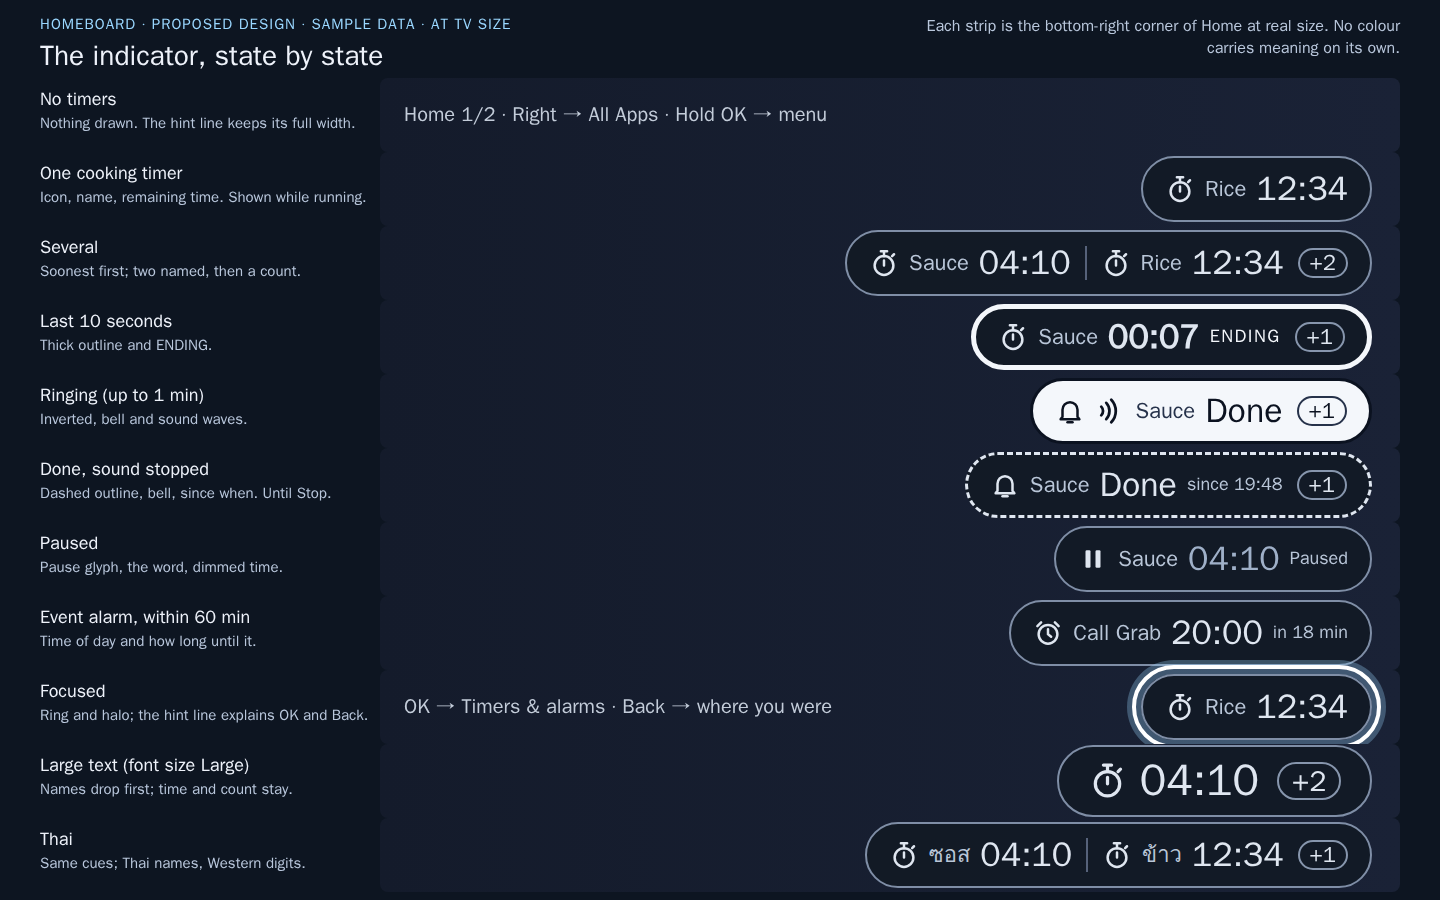 HOMEBOARD · PROPOSED DESIGN · SAMPLE DATA · AT TV SIZE
The indicator, state by state
Each strip is the bottom-right corner of Home at real size. No colour
carries meaning on its own.
No timers
Nothing drawn. The hint line keeps its full width.
Home 1/2 · Right → All Apps · Hold OK → menu
One cooking timer
Icon, name, remaining time. Shown while running.
Rice 12:34
Several
Soonest first; two named, then a count.
Sauce 04:10 Rice 12:34 +2
Last 10 seconds
Thick outline and ENDING.
Sauce 00:07 ENDING +1
Ringing (up to 1 min)
Inverted, bell and sound waves.
Sauce Done +1
Done, sound stopped
Dashed outline, bell, since when. Until Stop.
Sauce Done since 19:48 +1
Paused
Pause glyph, the word, dimmed time.
Sauce 04:10 Paused
Event alarm, within 60 min
Time of day and how long until it.
Call Grab 20:00 in 18 min
Focused
Ring and halo; the hint line explains OK and Back.
OK → Timers & alarms · Back → where you were
Rice 12:34
Large text (font size Large)
Names drop first; time and count stay.
04:10 +2
Thai
Same cues; Thai names, Western digits.
ซอส 04:10 ข้าว 12:34 +1